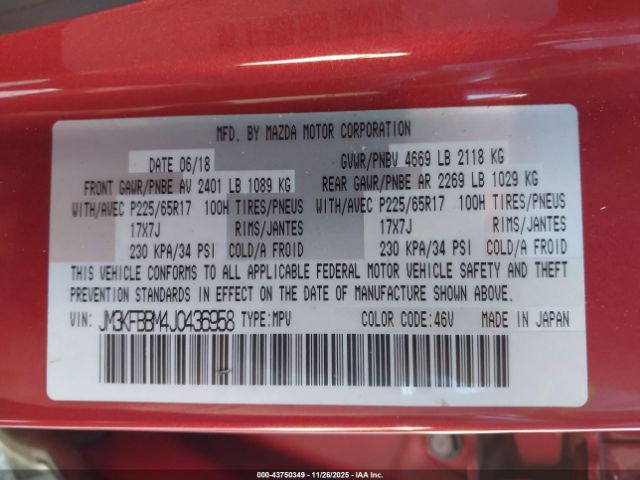 MFD. BY MAZDA MOTOR CORPORATION
DATE 06/18 GVWR/PNBV 4669 LB 2118 KG
FRONT GAWR/PNBE AV 2401 LB 1089 KG REAR GAWR/PNBE AR 2269 LB 1029 KG
WITH/AVEC P225/65R17 100H TIRES/PNEUS WITH/AVEC P225/65R17 100H TIRES/PNEUS
17X7J RIMS/JANTES 17X7J RIMS/JANTES
230 KPA/34 PSI COLD/A FROID 230 KPA/34 PSI COLD/A FROID
THIS VEHICLE CONFORMS TO ALL APPLICABLE FEDERAL MOTOR VEHICLE SAFETY AND THEFT
PREVENTION STANDARDS IN EFFECT ON THE DATE OF MANUFACTURE SHOWN ABOVE.
VIN: JM3KFBBM4J0436958 TYPE:MPV COLOR CODE:46V MADE IN JAPAN
000-43750349 | 11/26/2025 - IAA Inc.